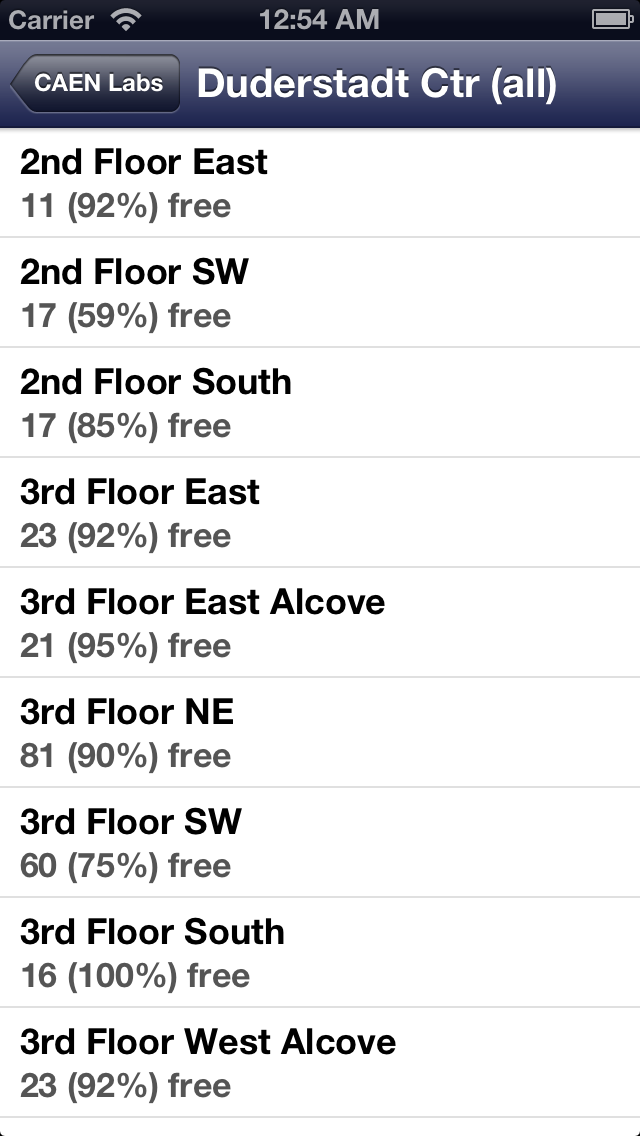 Carrier 12:54 AM
CAEN Labs Duderstadt Ctr (all)
2nd Floor East
11 (92%) free
2nd Floor SW
17 (59%) free
2nd Floor South
17 (85%) free
3rd Floor East
23 (92%) free
3rd Floor East Alcove
21 (95%) free
3rd Floor NE
81 (90%) free
3rd Floor SW
60 (75%) free
3rd Floor South
16 (100%) free
3rd Floor West Alcove
23 (92%) free